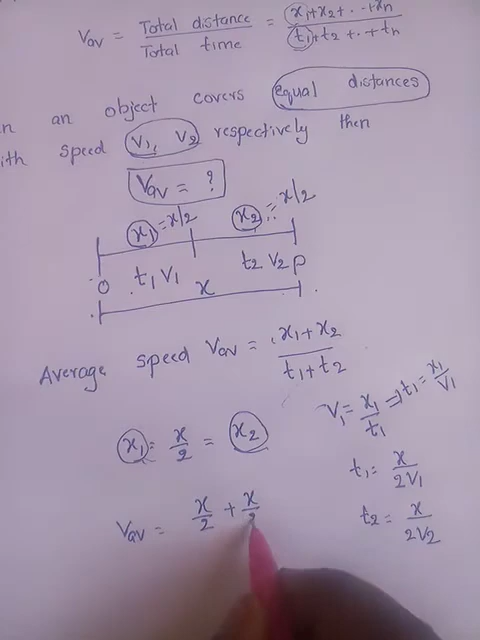 Vav = Total distance / Total time = x1+x2+..+xn / t1+t2+..+tn
an object covers equal distances
speed V1, V2 respectively then
Vav = ?
x1 = x/2 x2 = x/2
O t1 V1 t2 V2 P
x
Average speed Vav = x1+x2 / t1+t2
V1 = x1/t1 => t1 = x1/V1
x1 = x/2 = x2
t1 = x/2V1
Vav = x/2 + x/2
t2 = x/2V2